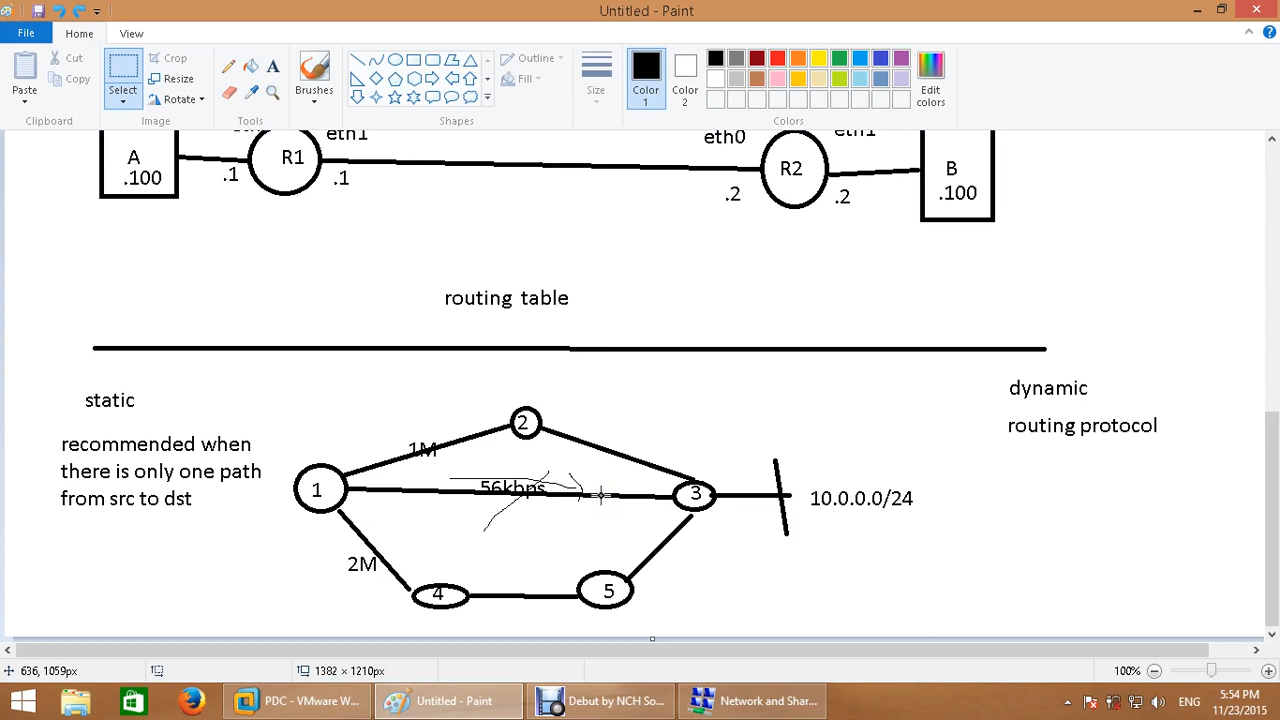 Untitled - Paint
File
Home
View
Paste
Cut
Copy
Clipboard
Select
Crop
Resize
Rotate
Image
Tools
Brushes
Shapes
Outline
Fill
Size
Color 1
Color 2
Edit colors
Colors
eth1
eth0
eth1
A
.100
.1
R1
.1
.2
R2
.2
B
.100
routing table
static
dynamic
routing protocol
recommended when
there is only one path
from src to dst
1
1M
2
56kbps
3
10.0.0.0/24
2M
4
5
636, 1059px
1382 × 1210px
100%
PDC - VMware W...
Untitled - Paint
Debut by NCH So...
Network and Shar...
ENG
5:54 PM
11/23/2015